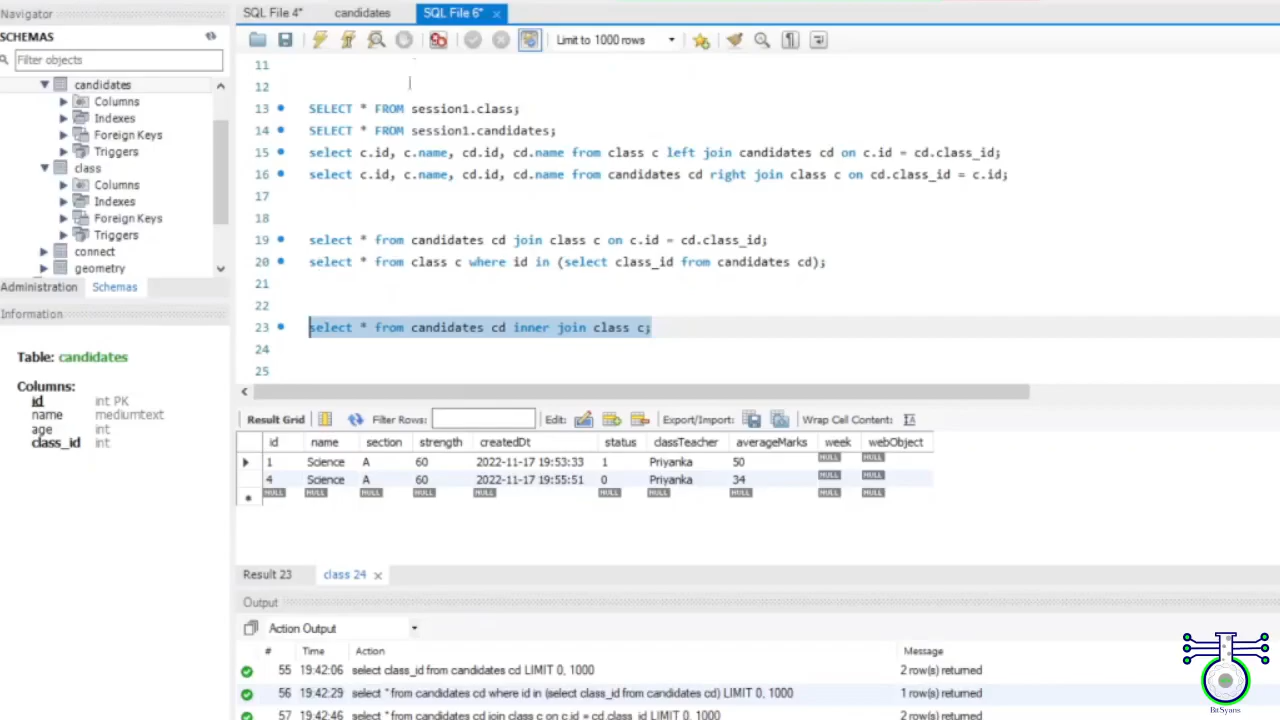 Navigator
SQL File 4* candidates SQL File 6* ×
SCHEMAS
Limit to 1000 rows
Filter objects
candidates
Columns
Indexes
Foreign Keys
Triggers
class
Columns
Indexes
Foreign Keys
Triggers
connect
geometry
Administration Schemas
Information
Table: candidates
Columns:
id int PK
name mediumtext
age int
class_id int
11
12
13 SELECT * FROM session1.class;
14 SELECT * FROM session1.candidates;
15 select c.id, c.name, cd.id, cd.name from class c left join candidates cd on c.id = cd.class_id;
16 select c.id, c.name, cd.id, cd.name from candidates cd right join class c on cd.class_id = c.id;
17
18
19 select * from candidates cd join class c on c.id = cd.class_id;
20 select * from class c where id in (select class_id from candidates cd);
21
22
23 select * from candidates cd inner join class c;
24
25
Result Grid Filter Rows: Edit: Export/Import: Wrap Cell Content:
id name section strength createdDt status classTeacher averageMarks week webObject
1 Science A 60 2022-11-17 19:53:33 1 Priyanka 50 NULL NULL
4 Science A 60 2022-11-17 19:55:51 0 Priyanka 34 NULL NULL
NULL NULL NULL NULL NULL NULL NULL NULL NULL NULL
Result 23 class 24 ×
Output
Action Output
# Time Action Message
55 19:42:06 select class_id from candidates cd LIMIT 0, 1000 2 row(s) returned
56 19:42:29 select * from candidates cd where id in (select class_id from candidates cd) LIMIT 0, 1000 1 row(s) returned
57 19:42:46 select * from candidates cd join class c on c.id = cd.class_id LIMIT 0, 1000 2 row(s) returned
BitSyans